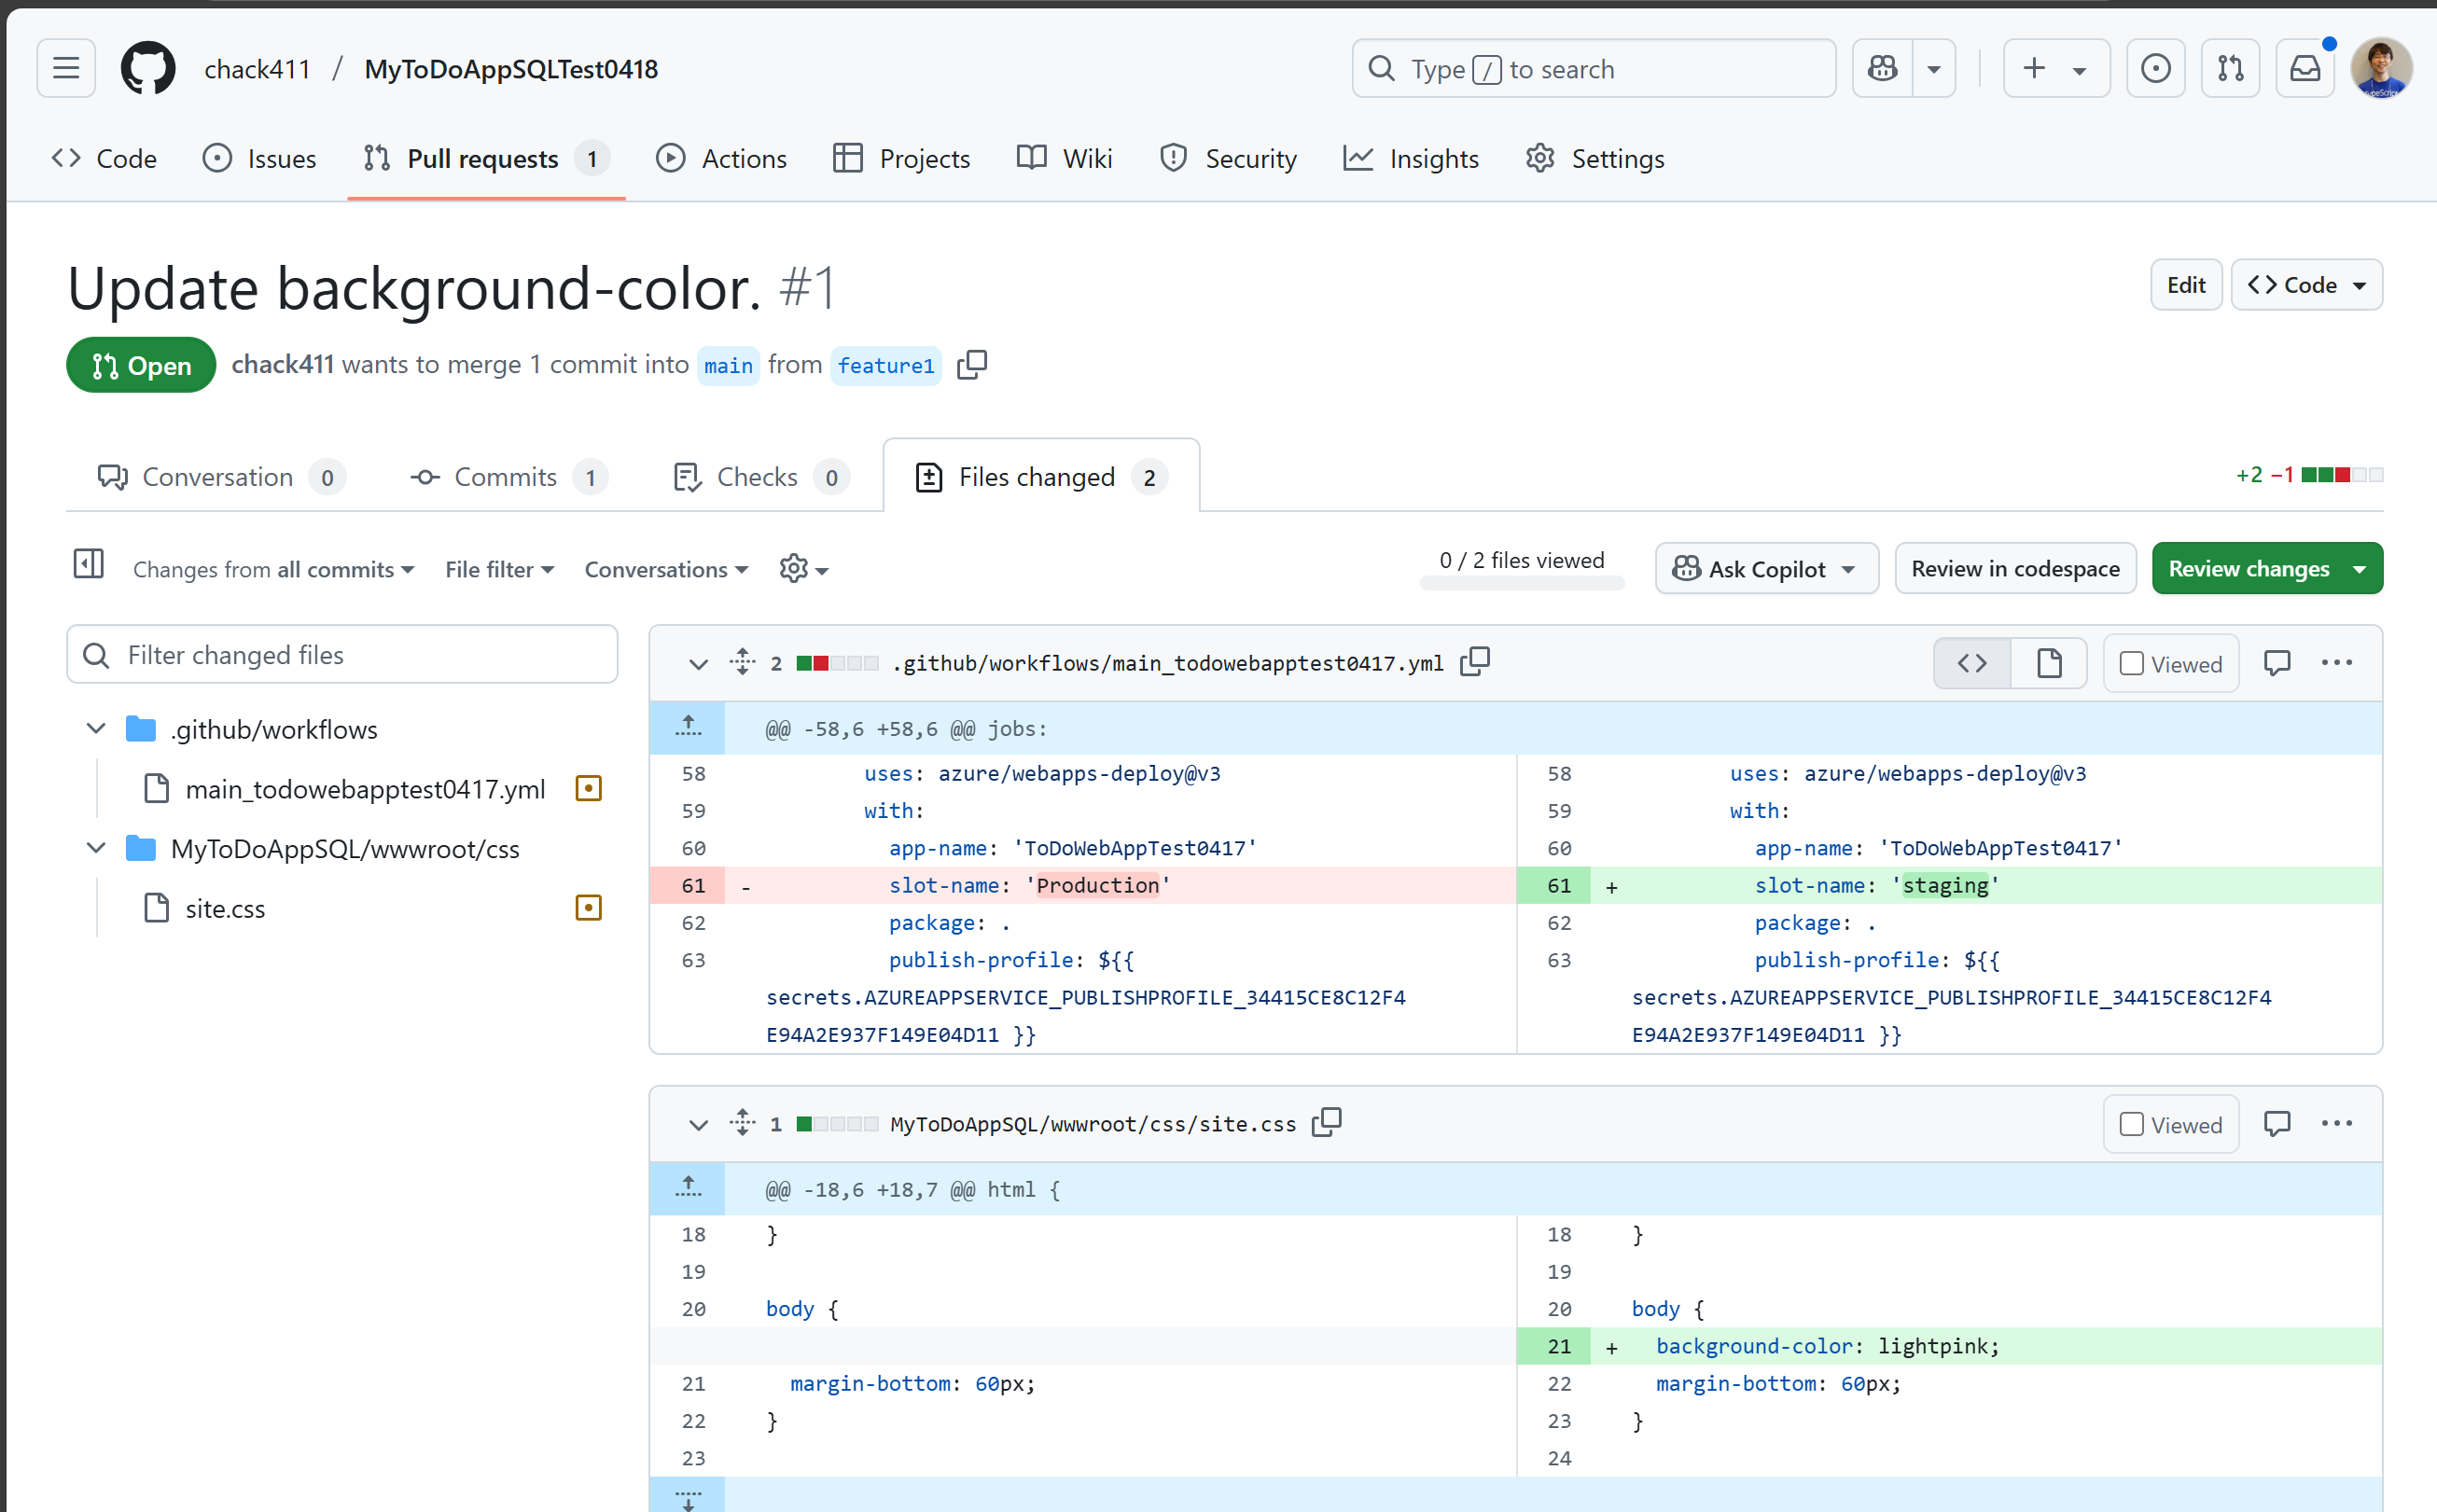 chack411 / MyToDoAppSQLTest0418
Type / to search
Code
Issues
Pull requests 1
Actions
Projects
Wiki
Security
Insights
Settings
Update background-color. #1
Edit
Code
Open
chack411 wants to merge 1 commit into main from feature1
Conversation 0
Commits 1
Checks 0
Files changed 2
+2 −1
Changes from all commits
File filter
Conversations
0 / 2 files viewed
Ask Copilot
Review in codespace
Review changes
Filter changed files
.github/workflows
main_todowebapptest0417.yml
MyToDoAppSQL/wwwroot/css
site.css
2 .github/workflows/main_todowebapptest0417.yml
Viewed
@@ -58,6 +58,6 @@ jobs:
58 uses: azure/webapps-deploy@v3
59 with:
60 app-name: 'ToDoWebAppTest0417'
61 - slot-name: 'Production'
62 package: .
63 publish-profile: ${{
secrets.AZUREAPPSERVICE_PUBLISHPROFILE_34415CE8C12F4
E94A2E937F149E04D11 }}
58 uses: azure/webapps-deploy@v3
59 with:
60 app-name: 'ToDoWebAppTest0417'
61 + slot-name: 'staging'
62 package: .
63 publish-profile: ${{
secrets.AZUREAPPSERVICE_PUBLISHPROFILE_34415CE8C12F4
E94A2E937F149E04D11 }}
1 MyToDoAppSQL/wwwroot/css/site.css
Viewed
@@ -18,6 +18,7 @@ html {
18 }
19
20 body {
21 margin-bottom: 60px;
22 }
23
18 }
19
20 body {
21 + background-color: lightpink;
22 margin-bottom: 60px;
23 }
24